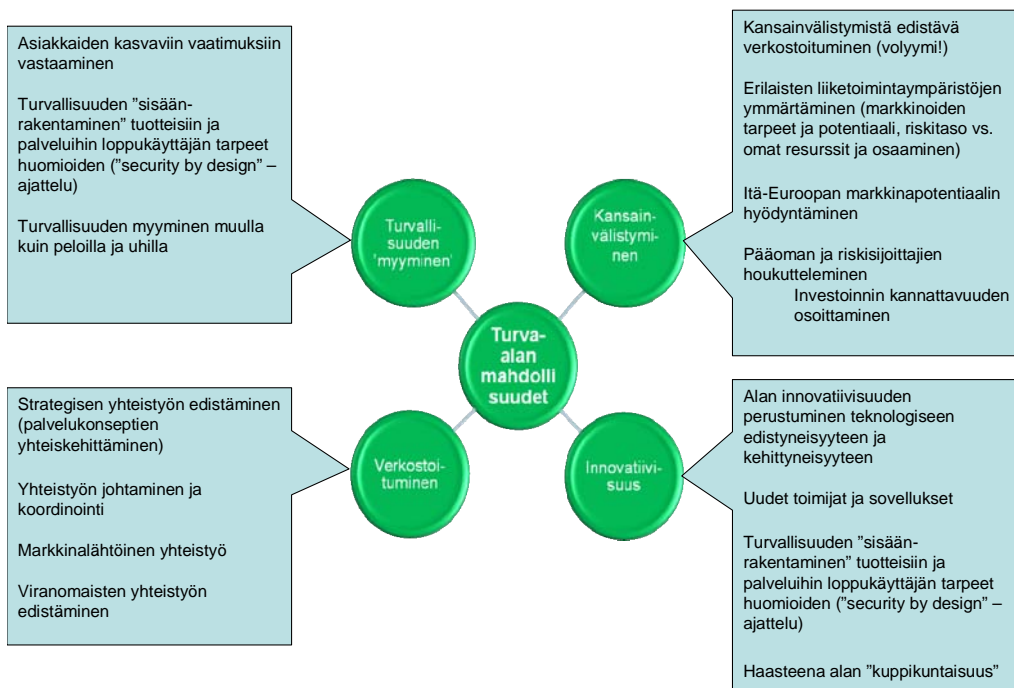 Asiakkaiden kasvaviin vaatimuksiin
vastaaminen
Turvallisuuden ”sisään-
rakentaminen” tuotteisiin ja
palveluihin loppukäyttäjän tarpeet
huomioiden (”security by design” –
ajattelu)
Turvallisuuden myyminen muulla
kuin peloilla ja uhilla
Kansainvälistymistä edistävä
verkostoituminen (volyymi!)
Erilaisten liiketoimintaympäristöjen
ymmärtäminen (markkinoiden
tarpeet ja potentiaali, riskitaso vs.
omat resurssit ja osaaminen)
Itä-Euroopan markkinapotentiaalin
hyödyntäminen
Pääoman ja riskisijoittajien
houkutteleminen
Investoinnin kannattavuuden
osoittaminen
Turvalli-
suuden
'myyminen'
Kansain-
välistymi-
nen
Turva-
alan
mahdolli
suudet
Verkostoi-
tuminen
Innovatiivi-
suus
Strategisen yhteistyön edistäminen
(palvelukonseptien
yhteiskehittäminen)
Yhteistyön johtaminen ja
koordinointi
Markkinalähtöinen yhteistyö
Viranomaisten yhteistyön
edistäminen
Alan innovatiivisuuden
perustuminen teknologiseen
edistyneisyyteen ja
kehittyneisyyteen
Uudet toimijat ja sovellukset
Turvallisuuden ”sisään-
rakentaminen” tuotteisiin ja
palveluihin loppukäyttäjän tarpeet
huomioiden (”security by design” –
ajattelu)
Haasteena alan ”kuppikuntaisuus”